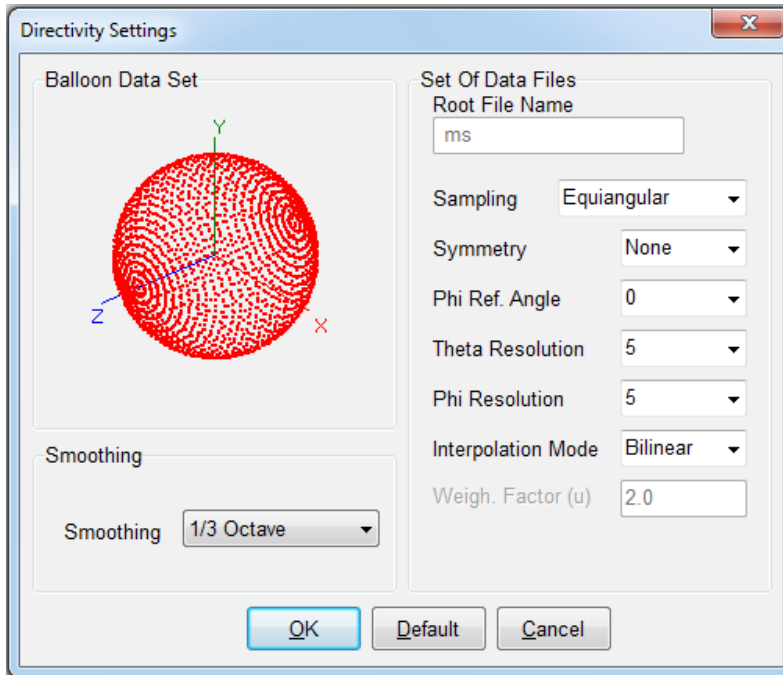 Directivity Settings
Balloon Data Set
Y
Z
X
Smoothing
Smoothing 1/3 Octave
Set Of Data Files
Root File Name
ms
Sampling Equiangular
Symmetry None
Phi Ref. Angle 0
Theta Resolution 5
Phi Resolution 5
Interpolation Mode Bilinear
Weigh. Factor (u) 2.0
OK Default Cancel